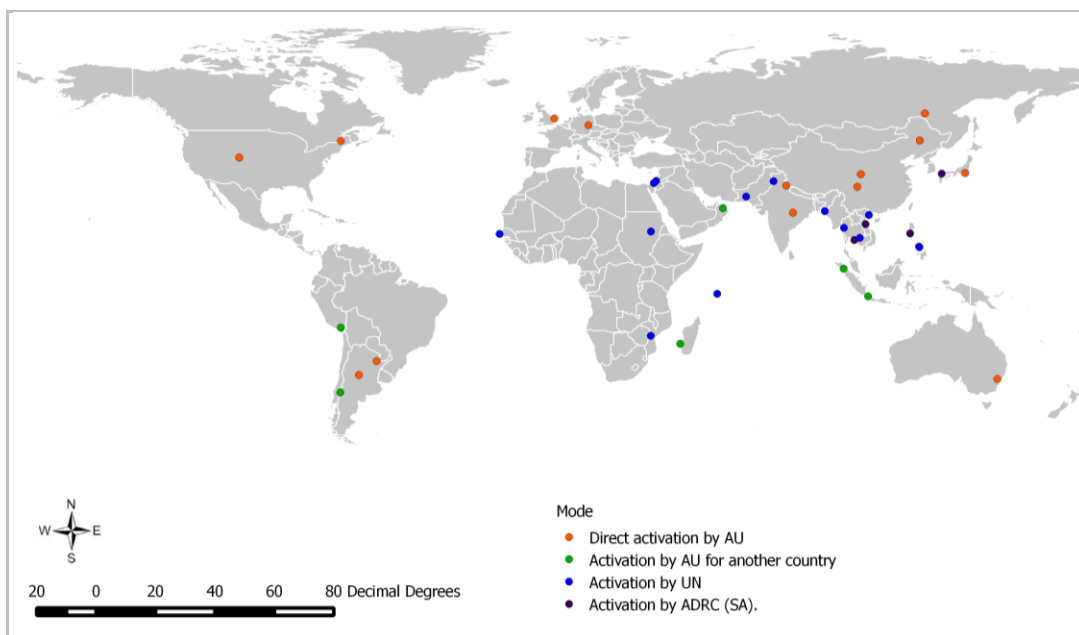 Mode
Direct activation by AU
Activation by AU for another country
Activation by UN
Activation by ADRC (SA).
N
W E
S
20 0 20 40 60 80 Decimal Degrees